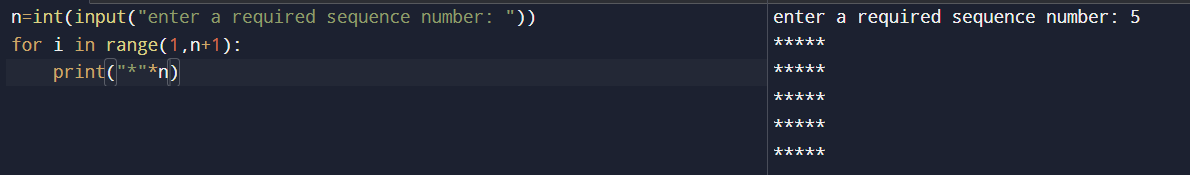 n=int(input("enter a required sequence number: "))
for i in range(1,n+1):
    print("*"*n)
enter a required sequence number: 5
*****
*****
*****
*****
*****